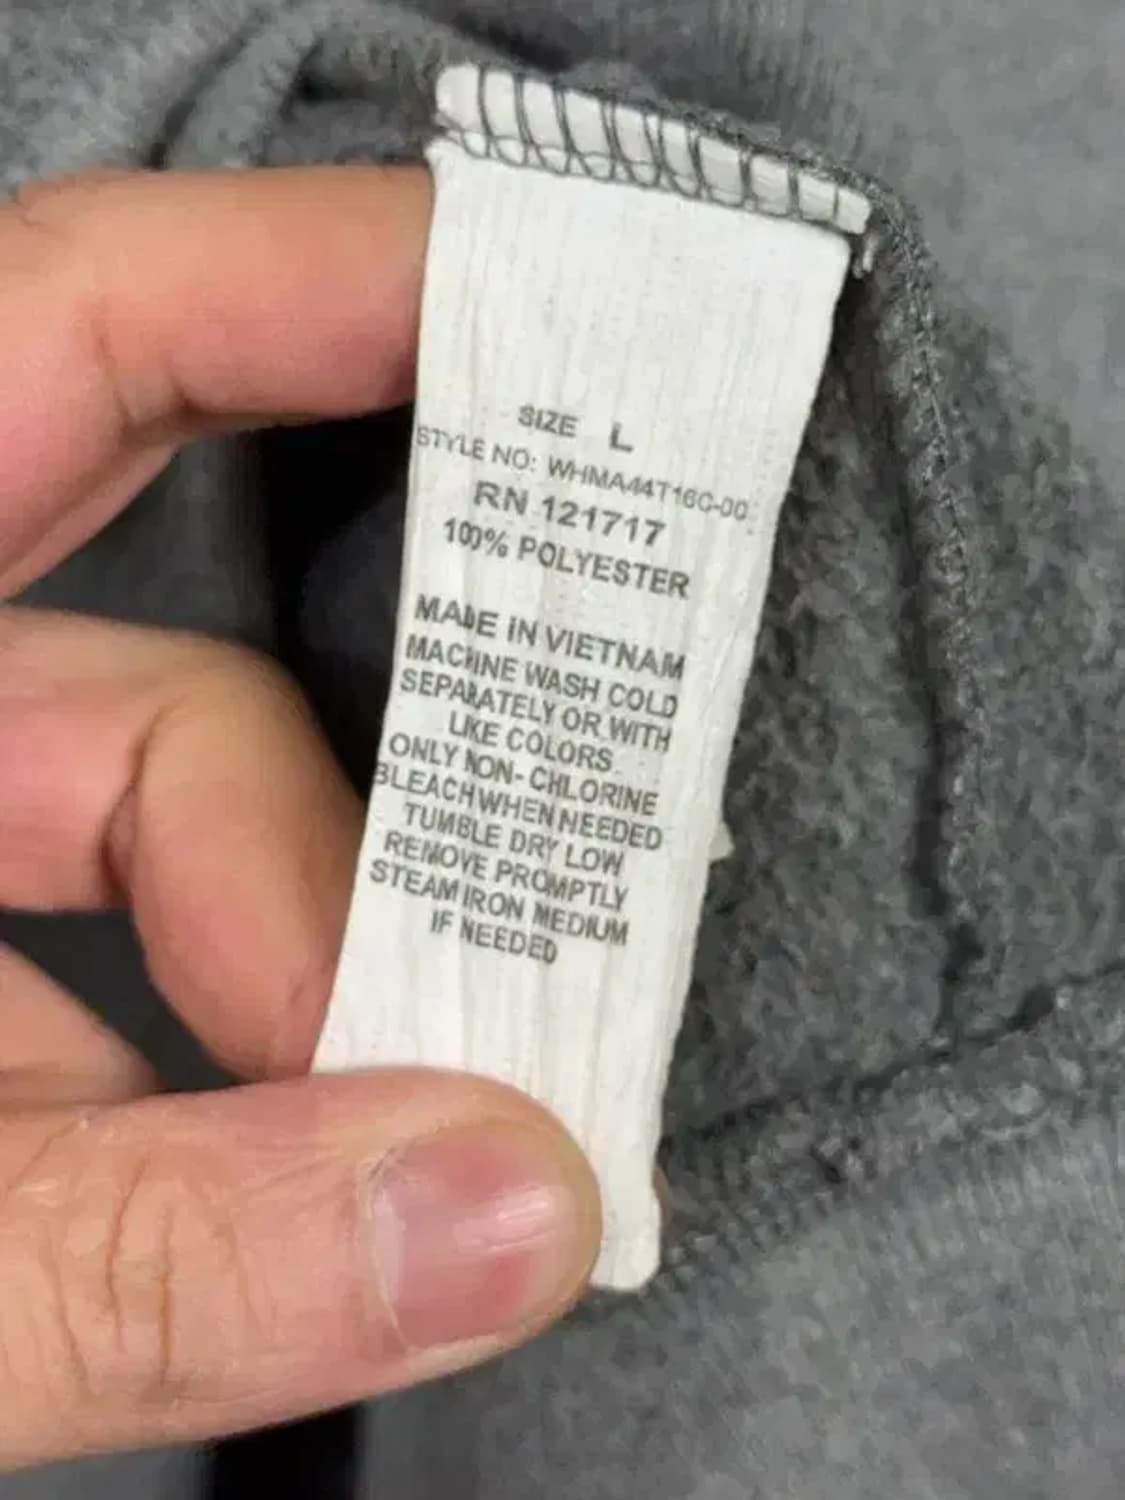 SIZE L
STYLE NO: WHMA44T16C-00
RN 121717
100% POLYESTER
MADE IN VIETNAM
MACHINE WASH COLD
SEPARATELY OR WITH
LIKE COLORS
ONLY NON-CHLORINE
BLEACH WHEN NEEDED
TUMBLE DRY LOW
REMOVE PROMPTLY
STEAM IRON MEDIUM
IF NEEDED